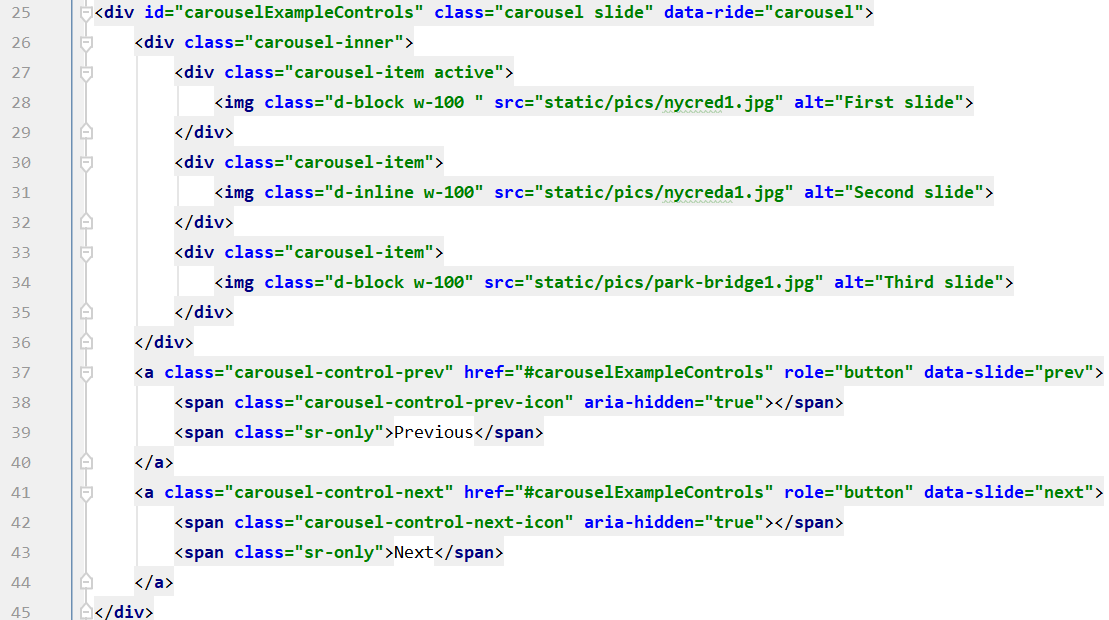 25 <div id="carouselExampleControls" class="carousel slide" data-ride="carousel">
26 <div class="carousel-inner">
27 <div class="carousel-item active">
28 <img class="d-block w-100 " src="static/pics/nycred1.jpg" alt="First slide">
29 </div>
30 <div class="carousel-item">
31 <img class="d-inline w-100" src="static/pics/nycreda1.jpg" alt="Second slide">
32 </div>
33 <div class="carousel-item">
34 <img class="d-block w-100" src="static/pics/park-bridge1.jpg" alt="Third slide">
35 </div>
36 </div>
37 <a class="carousel-control-prev" href="#carouselExampleControls" role="button" data-slide="prev">
38 <span class="carousel-control-prev-icon" aria-hidden="true"></span>
39 <span class="sr-only">Previous</span>
40 </a>
41 <a class="carousel-control-next" href="#carouselExampleControls" role="button" data-slide="next">
42 <span class="carousel-control-next-icon" aria-hidden="true"></span>
43 <span class="sr-only">Next</span>
44 </a>
45 </div>